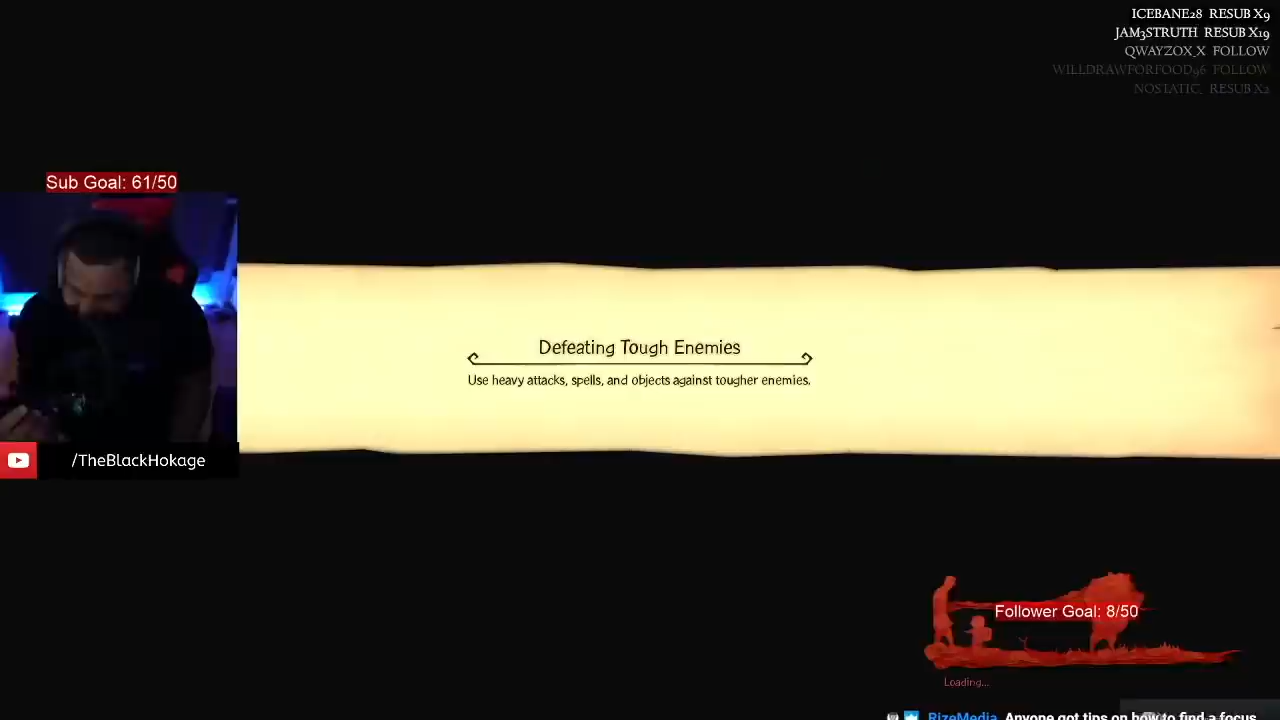 ICEBANE28 RESUB X9
JAM3STRUTH RESUB X19
QWAYZOX_X FOLLOW
WILLDRAWFORFOOD96 FOLLOW
NOSTATIC_ RESUB X2
Sub Goal: 61/50
Defeating Tough Enemies
Use heavy attacks, spells, and objects against tougher enemies.
/TheBlackHokage
Follower Goal: 8/50
Loading...
RizeMedia Anyone got tips on how to find a focus